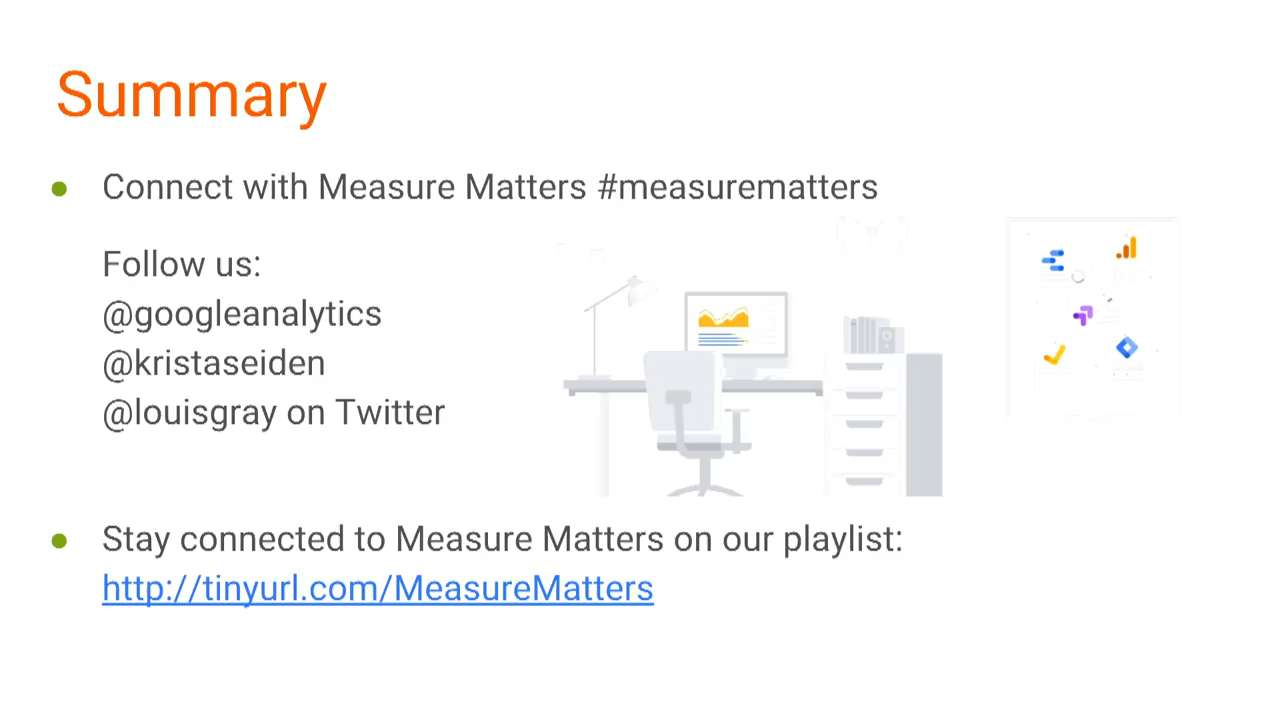 Summary
Connect with Measure Matters #measurematters
Follow us:
@googleanalytics
@kristaseiden
@louisgray on Twitter
Stay connected to Measure Matters on our playlist:
http://tinyurl.com/MeasureMatters